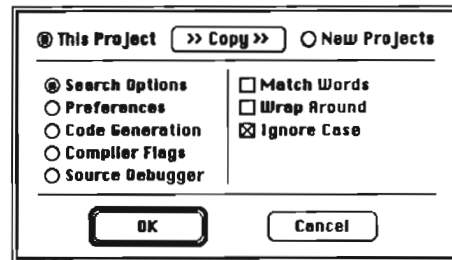 This Project >> Copy >> New Projects
Search Options
Preferences
Code Generation
Compiler Flags
Source Debugger
Match Words
Wrap Around
Ignore Case
OK Cancel